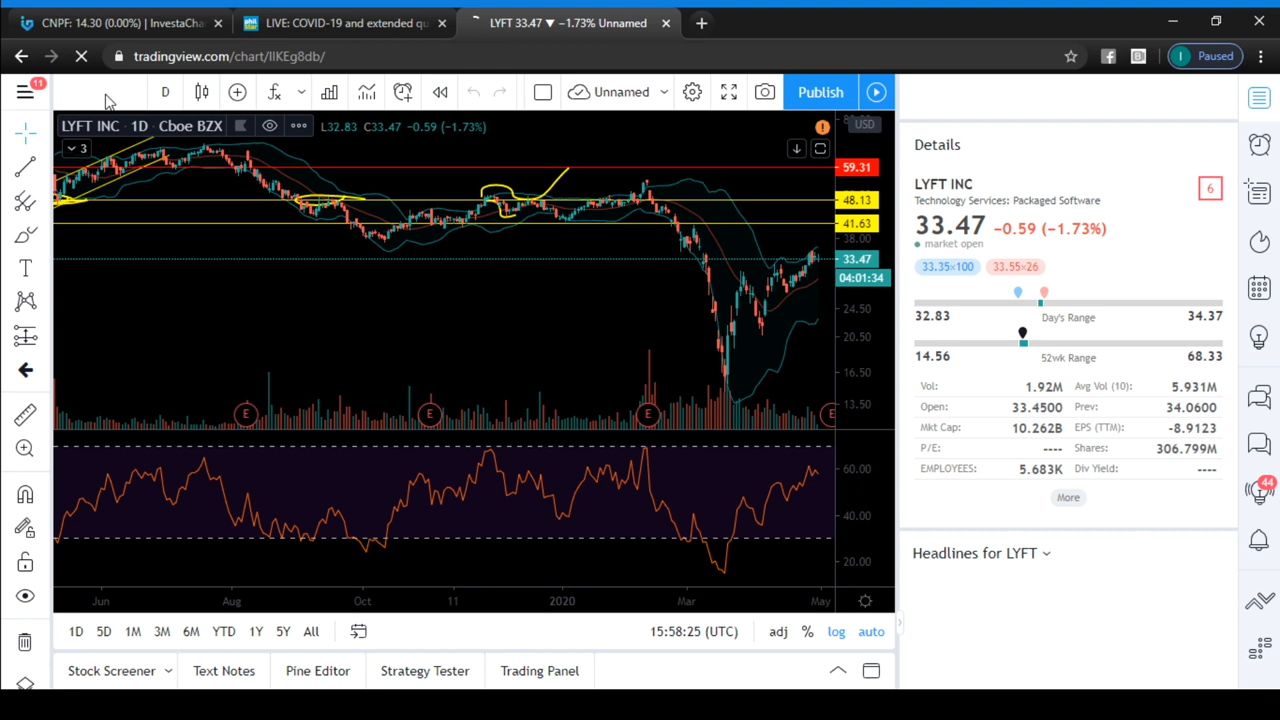 CNPF: 14.30 (0.00%) | InvestaCha
LIVE: COVID-19 and extended qu
LYFT 33.47 ▼ −1.73% Unnamed
tradingview.com/chart/
Paused
11
D
Unnamed
Publish
LYFT INC · 1D · Cboe BZX
L32.83 C33.47 −0.59 (−1.73%)
USD
3
59.31
48.13
41.63
38.00
33.47
04:01:34
24.50
20.50
16.50
13.50
E
E
E
E
60.00
40.00
20.00
Jun
Aug
Oct
11
2020
Mar
May
1D 5D 1M 3M 6M YTD 1Y 5Y All
15:58:25 (UTC)
adj % log auto
Stock Screener
Text Notes
Pine Editor
Strategy Tester
Trading Panel
Details
LYFT INC
6
Technology Services: Packaged Software
33.47 −0.59 (−1.73%)
market open
33.35×100 33.55×26
32.83 Day's Range 34.37
14.56 52wk Range 68.33
Vol: 1.92M Avg Vol (10): 5.931M
Open: 33.4500 Prev: 34.0600
Mkt Cap: 10.262B EPS (TTM): -8.9123
P/E: ---- Shares: 306.799M
EMPLOYEES: 5.683K Div Yield: ----
More
Headlines for LYFT
44